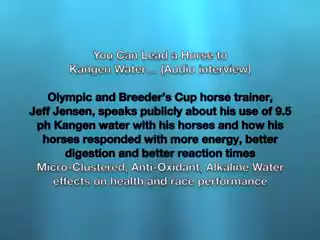 You Can Lead a Horse to
Kangen Water... (Audio interview)
Olympic and Breeder's Cup horse trainer,
Jeff Jensen, speaks publicly about his use of 9.5
ph Kangen water with his horses and how his
horses responded with more energy, better
digestion and better reaction times
Micro-Clustered, Anti-Oxidant, Alkaline Water
effects on health and race performance